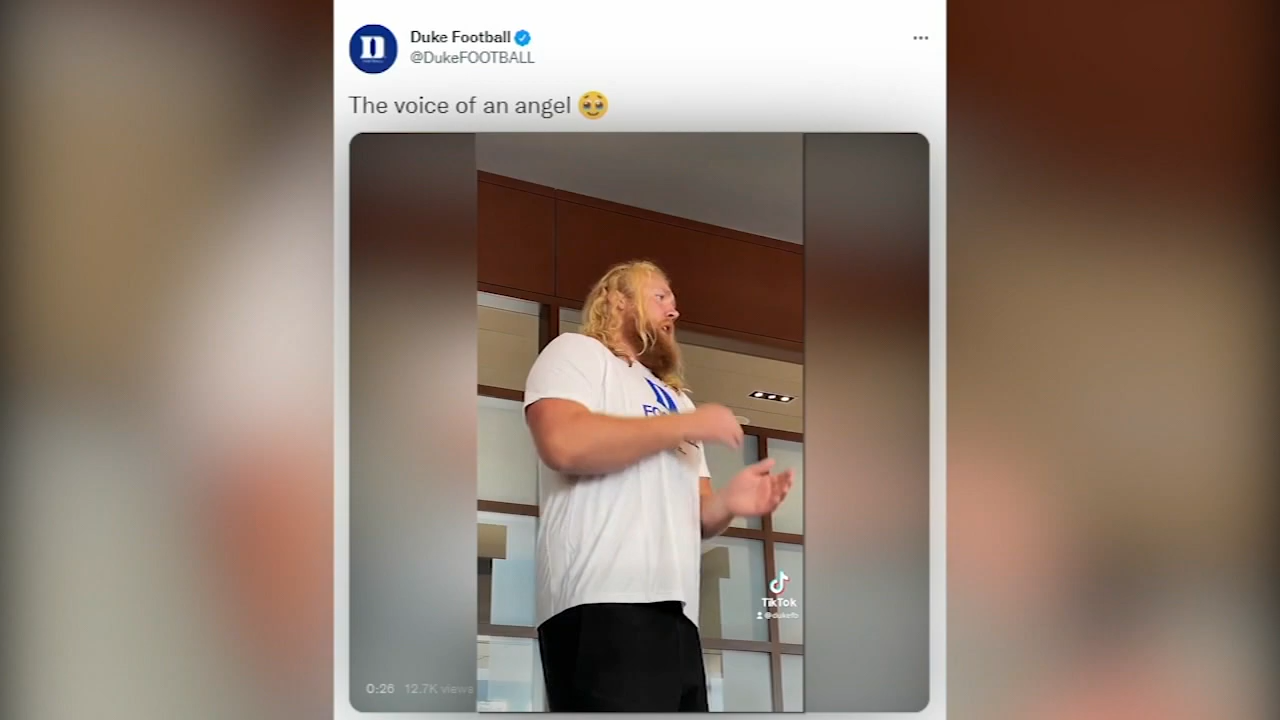 D
Duke Football
@DukeFOOTBALL
The voice of an angel 🥹
TikTok
@dukefb
0:26 12.7K views